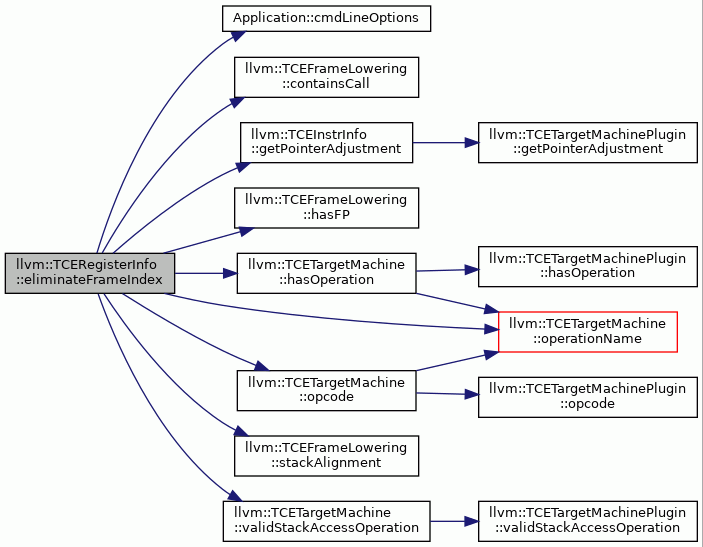 Application::cmdLineOptions
llvm::TCEFrameLowering
::containsCall
llvm::TCEInstrInfo
::getPointerAdjustment
llvm::TCETargetMachinePlugin
::getPointerAdjustment
llvm::TCEFrameLowering
::hasFP
llvm::TCERegisterInfo
::eliminateFrameIndex
llvm::TCETargetMachine
::hasOperation
llvm::TCETargetMachinePlugin
::hasOperation
llvm::TCETargetMachine
::operationName
llvm::TCETargetMachine
::opcode
llvm::TCETargetMachinePlugin
::opcode
llvm::TCEFrameLowering
::stackAlignment
llvm::TCETargetMachine
::validStackAccessOperation
llvm::TCETargetMachinePlugin
::validStackAccessOperation